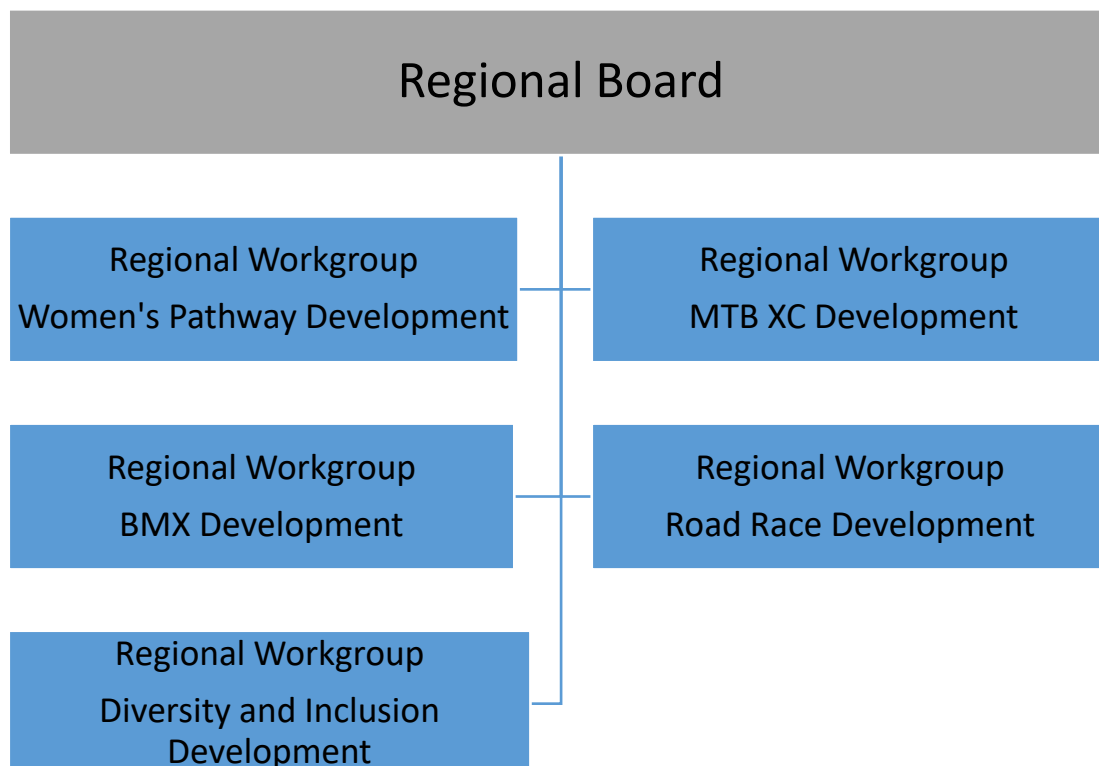 Regional Board
Regional Workgroup
Women's Pathway Development
Regional Workgroup
MTB XC Development
Regional Workgroup
BMX Development
Regional Workgroup
Road Race Development
Regional Workgroup
Diversity and Inclusion
Development